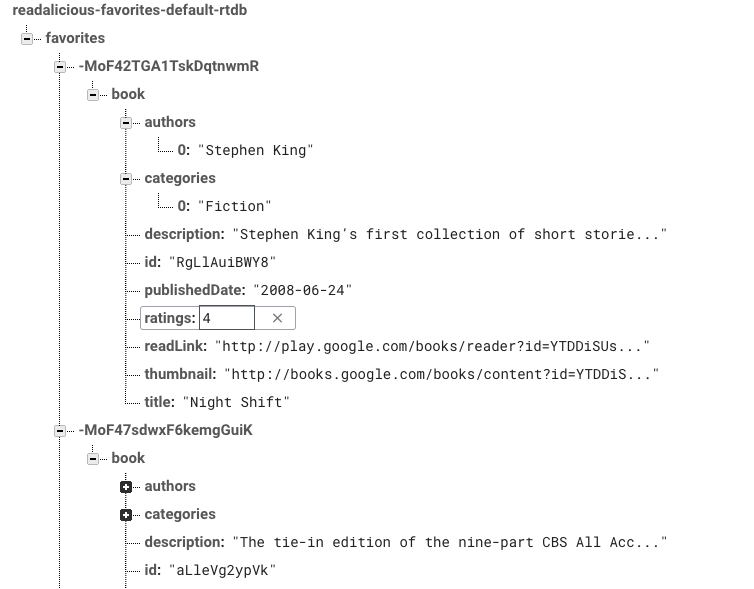 readalicious-favorites-default-rtdb
favorites
-MoF42TGA1TskDqtnwmR
book
authors
0: "Stephen King"
categories
0: "Fiction"
description: "Stephen King's first collection of short storie..."
id: "RgLlAuiBWY8"
publishedDate: "2008-06-24"
ratings: 4
readLink: "http://play.google.com/books/reader?id=YTDDiSUs..."
thumbnail: "http://books.google.com/books/content?id=YTDDiS..."
title: "Night Shift"
-MoF47sdwxF6kemgGuiK
book
authors
categories
description: "The tie-in edition of the nine-part CBS All Acc..."
id: "aLleVg2ypVk"